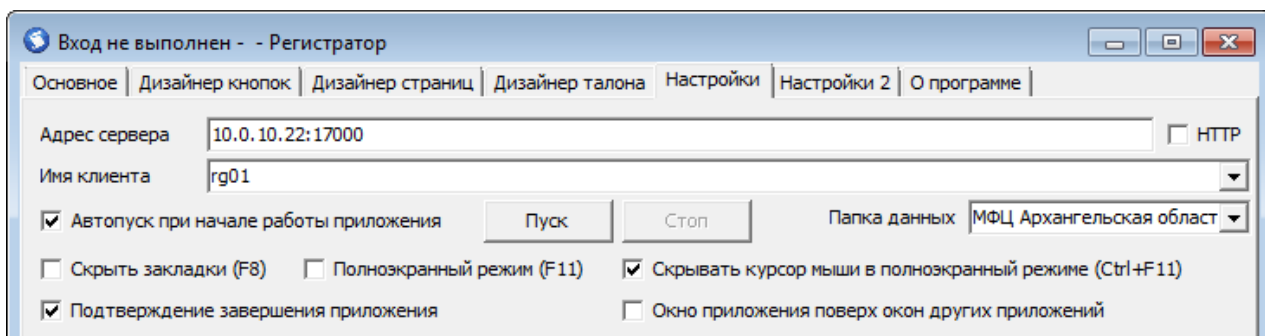 Вход не выполнен -  - Регистратор
Основное Дизайнер кнопок Дизайнер страниц Дизайнер талона Настройки Настройки 2 О программе
Адрес сервера 10.0.10.22:17000 HTTP
Имя клиента rg01
Автопуск при начале работы приложения Пуск Стоп Папка данных МФЦ Архангельская област
Скрыть закладки (F8) Полноэкранный режим (F11) Скрывать курсор мыши в полноэкранный режиме (Ctrl+F11)
Подтверждение завершения приложения Окно приложения поверх окон других приложений